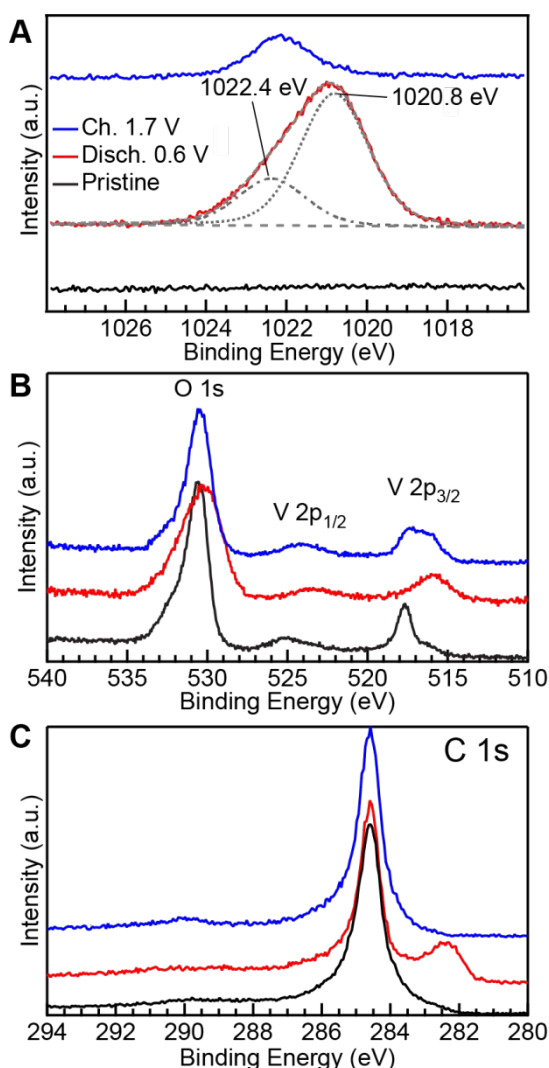 A
1022.4 eV
1020.8 eV
Ch. 1.7 V
Disch. 0.6 V
Pristine
Intensity (a.u.)
1026 1024 1022 1020 1018
Binding Energy (eV)
B
O 1s
V 2p1/2
V 2p3/2
Intensity (a.u.)
540 535 530 525 520 515 510
Binding Energy (eV)
C
C 1s
Intensity (a.u.)
294 292 290 288 286 284 282 280
Binding Energy (eV)